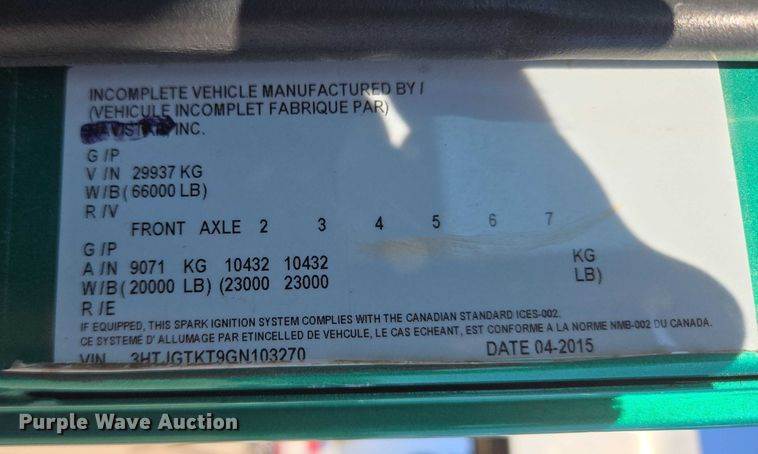 INCOMPLETE VEHICLE MANUFACTURED BY /
(VEHICULE INCOMPLET FABRIQUE PAR)
NAVISTAR, INC.
G /P
V /N 29937 KG
W/B( 66000 LB)
R /V
FRONT AXLE 2 3 4 5 6 7
G /P
A /N 9071 KG 10432 10432 KG
W/B( 20000 LB) (23000 23000 LB)
R /E
IF EQUIPPED, THIS SPARK IGNITION SYSTEM COMPLIES WITH THE CANADIAN STANDARD ICES-002.
CE SYSTEMÉ D' ALLUMAGE PAR ETINCELLED DE VEHCULE, LE CAS ECHEANT, EST CONFORME A LA NORME NMB-002 DU CANADA.
VIN 3HTJGTKT9GN103270 DATE 04-2015
Purple Wave Auction